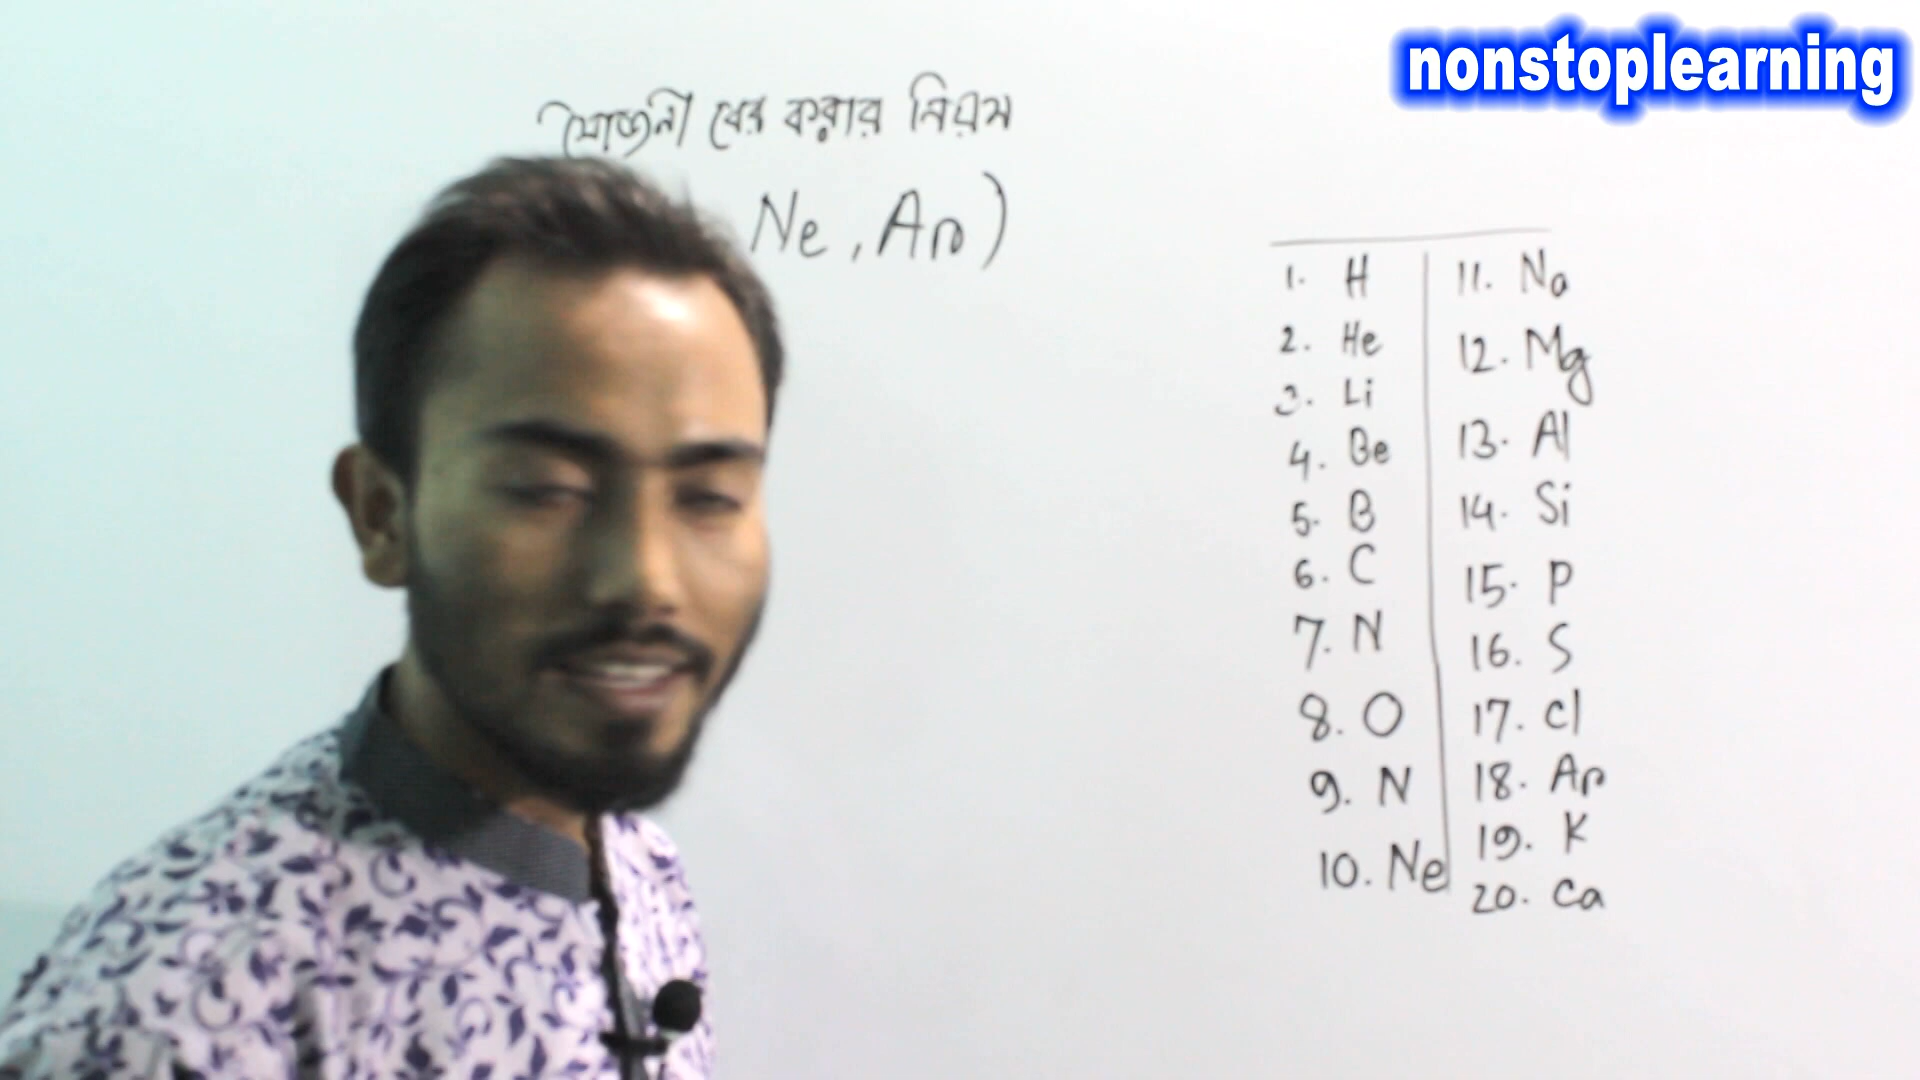 nonstoplearning
যোজনী বের করার নিয়ম
Ne, Ar)
1. H
2. He
3. Li
4. Be
5. B
6. C
7. N
8. O
9. N
10. Ne
11. Na
12. Mg
13. Al
14. Si
15. P
16. S
17. Cl
18. Ar
19. K
20. Ca